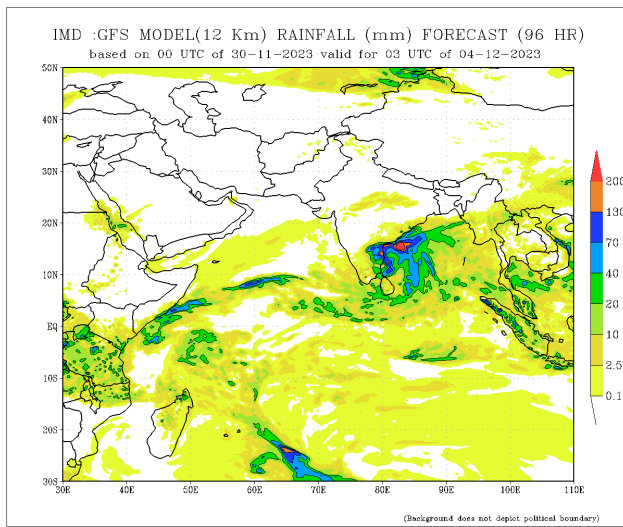 IMD :GFS MODEL(12 Km) RAINFALL (mm) FORECAST (96 HR)
based on 00 UTC of 30-11-2023 valid for 03 UTC of 04-12-2023
50N
40N
30N
20N
10N
EQ
10S
20S
30S
30E 40E 50E 60E 70E 80E 90E 100E 110E
200
130
70
40
20
10
2.5
0.1
(Background does not depict political boundary)